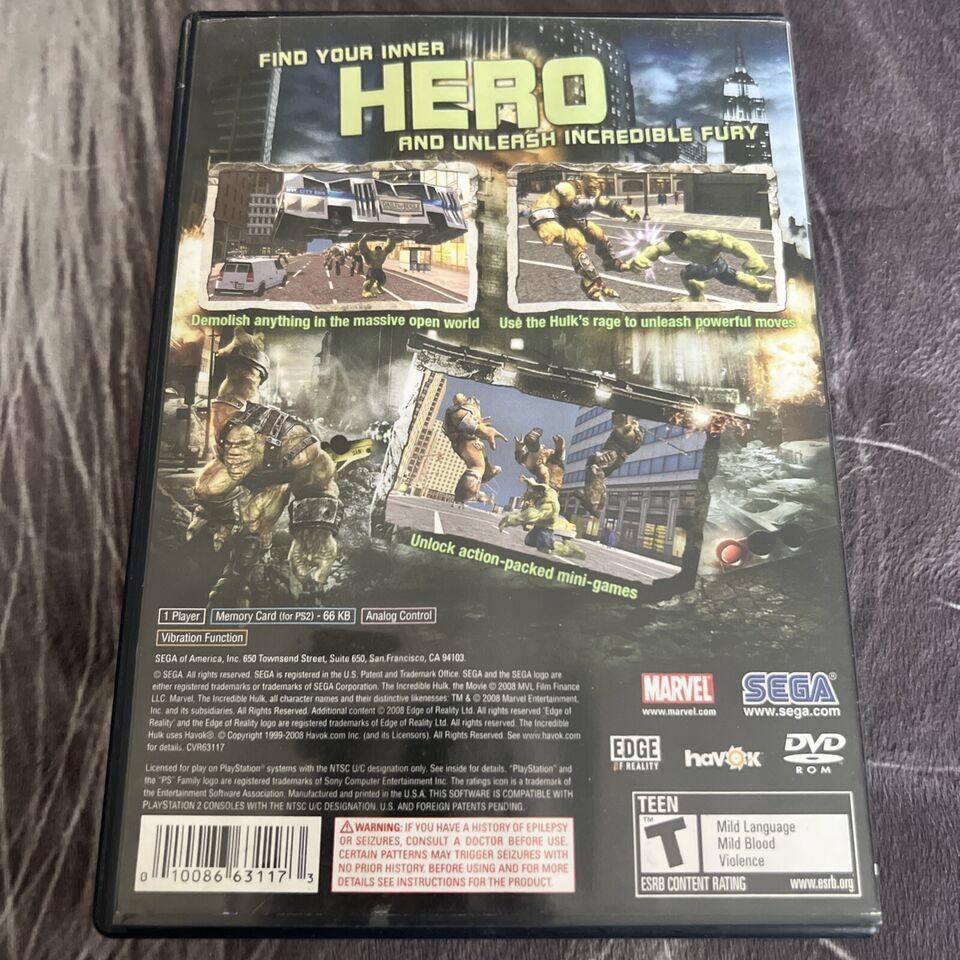 FIND YOUR INNER
HERO
AND UNLEASH INCREDIBLE FURY
CITY BUS
DAILY BUGLE
Demolish anything in the massive open world
Use the Hulk's rage to unleash powerful moves
Unlock action-packed mini-games
1 Player
Memory Card (for PS2) - 66 KB
Analog Control
Vibration Function
SEGA of America, Inc. 650 Townsend Street, Suite 650, San Francisco, CA 94103.
© SEGA. All rights reserved. SEGA is registered in the U.S. Patent and Trademark Office. SEGA and the SEGA logo are
either registered trademarks or trademarks of SEGA Corporation. The Incredible Hulk, the Movie © 2008 MVL Film Finance
LLC. Marvel, The Incredible Hulk, all character names and their distinctive likenesses: TM & © 2008 Marvel Entertainment,
Inc. and its subsidiaries. All Rights Reserved. Additional content © 2008 Edge of Reality Ltd. All rights reserved. 'Edge of
Reality' and the Edge of Reality logo are registered trademarks of Edge of Reality Ltd. All rights reserved. The Incredible
Hulk uses Havok®. © Copyright 1999-2008 Havok.com Inc. (and its Licensors). All Rights Reserved. See www.havok.com
for details. CVR63117
Licensed for play on PlayStation® systems with the NTSC U/C designation only. See inside for details. "PlayStation" and
the "PS" Family logo are registered trademarks of Sony Computer Entertainment Inc. The ratings icon is a trademark of
the Entertainment Software Association. Manufactured and printed in the U.S.A. THIS SOFTWARE IS COMPATIBLE WITH
PLAYSTATION 2 CONSOLES WITH THE NTSC U/C DESIGNATION. U.S. AND FOREIGN PATENTS PENDING.
MARVEL
www.marvel.com
SEGA®
www.sega.com
EDGE
OF REALITY
havok
DVD
ROM
0 10086 63117 3
WARNING: IF YOU HAVE A HISTORY OF EPILEPSY
OR SEIZURES, CONSULT A DOCTOR BEFORE USE.
CERTAIN PATTERNS MAY TRIGGER SEIZURES WITH
NO PRIOR HISTORY. BEFORE USING AND FOR MORE
DETAILS SEE INSTRUCTIONS FOR THE PRODUCT.
TEEN
T
TM
Mild Language
Mild Blood
Violence
ESRB CONTENT RATING
www.esrb.org